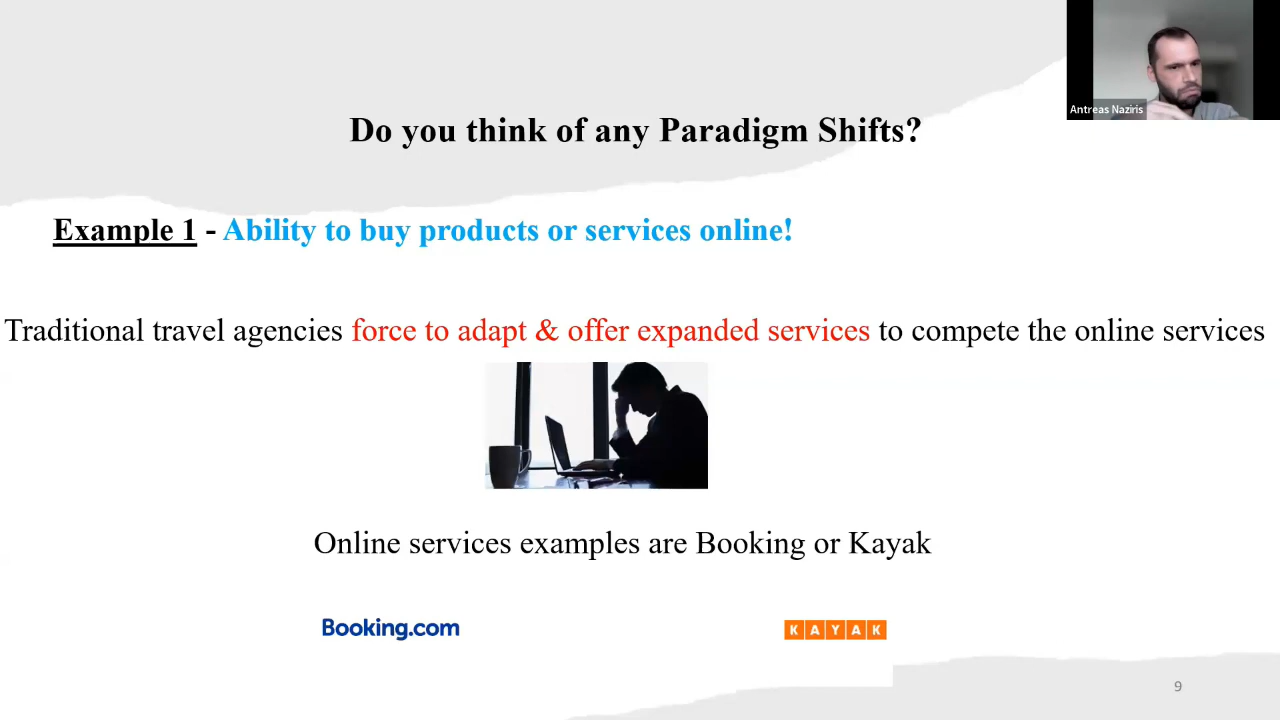 Antreas Naziris
Do you think of any Paradigm Shifts?
Example 1 - Ability to buy products or services online!
Traditional travel agencies force to adapt & offer expanded services to compete the online services
Online services examples are Booking or Kayak
Booking.com
KAYAK
9